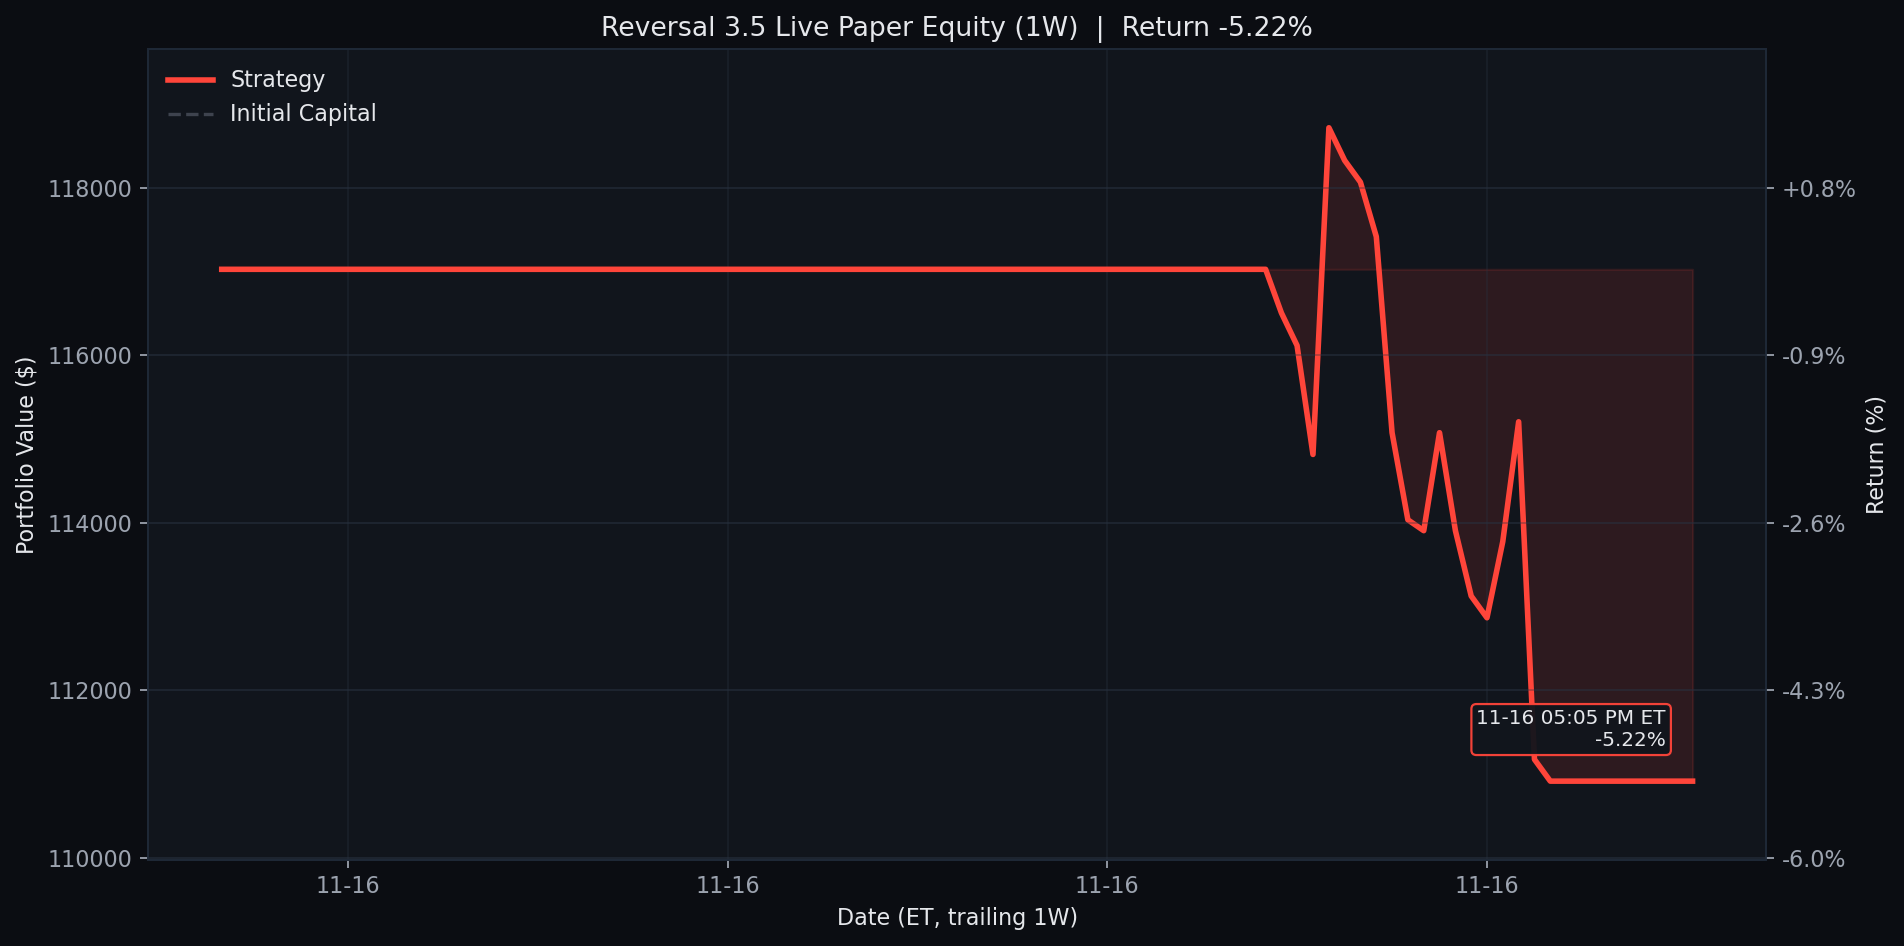 Reversal 3.5 Live Paper Equity (1W)  |  Return -5.22%
Strategy
Initial Capital
118000
116000
114000
112000
110000
Portfolio Value ($)
+0.8%
-0.9%
-2.6%
-4.3%
-6.0%
Return (%)
11-16 05:05 PM ET
-5.22%
11-16
11-16
11-16
11-16
Date (ET, trailing 1W)